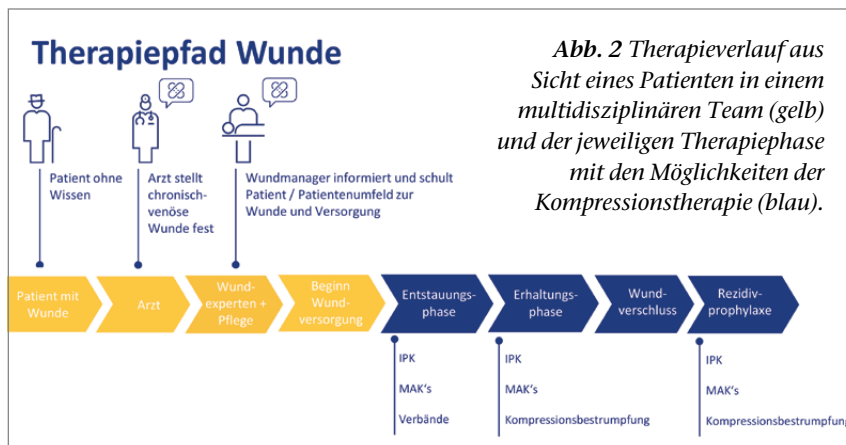 Therapiepfad Wunde
Abb. 2 Therapieverlauf aus
Sicht eines Patienten in einem
multidisziplinären Team (gelb)
und der jeweiligen Therapiephase
mit den Möglichkeiten der
Kompressionstherapie (blau).
Patient ohne
Wissen
Arzt stellt
chronisch-
venöse
Wunde fest
Wundmanager informiert und schult
Patient / Patientenumfeld zur
Wunde und Versorgung
Patient mit
Wunde
Arzt
Wund-
experten +
Pflege
Beginn
Wund-
versorgung
Entstauungs-
phase
Erhaltungs-
phase
Wund-
verschluss
Rezidiv-
prophylaxe
IPK
MAK's
Verbände
IPK
MAK's
Kompressionsbestrumpfung
IPK
MAK's
Kompressionsbestrumpfung